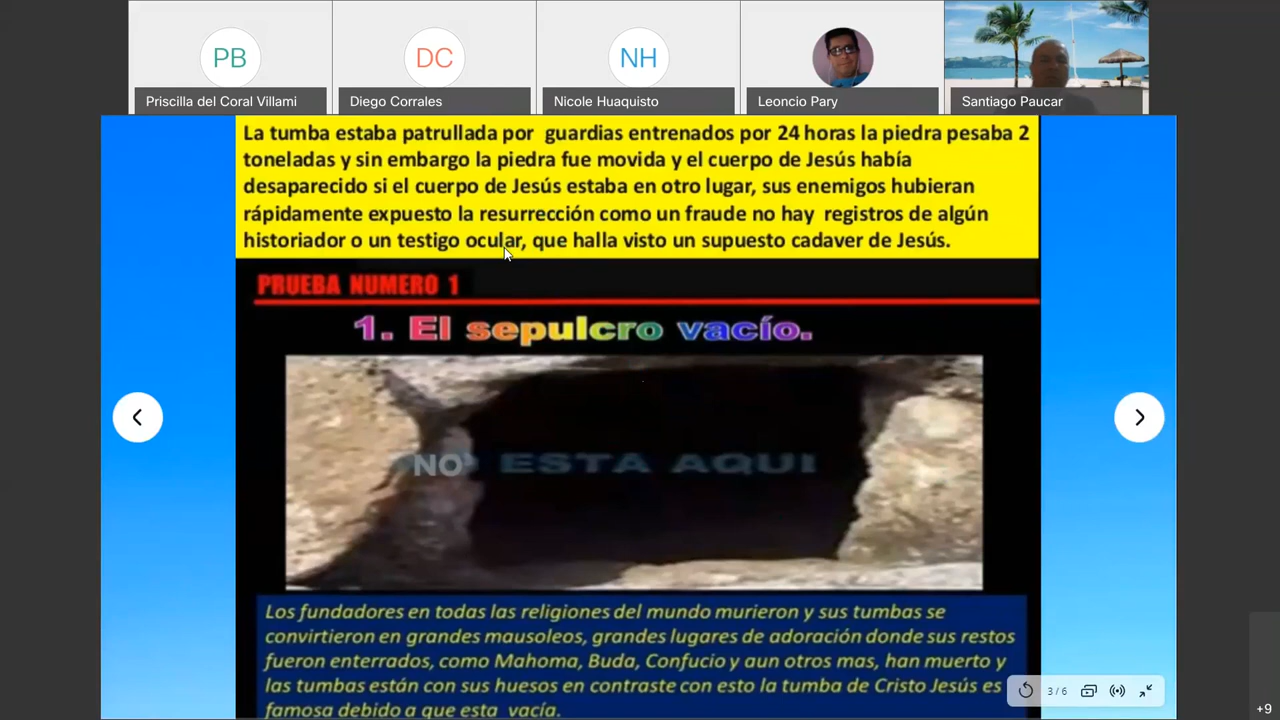 PB
DC
NH
Priscilla del Coral Villami
Diego Corrales
Nicole Huaquisto
Leoncio Pary
Santiago Paucar
La tumba estaba patrullada por guardias entrenados por 24 horas la piedra pesaba 2
toneladas y sin embargo la piedra fue movida y el cuerpo de Jesús había
desaparecido si el cuerpo de Jesús estaba en otro lugar, sus enemigos hubieran
rápidamente expuesto la resurrección como un fraude no hay registros de algún
historiador o un testigo ocular, que halla visto un supuesto cadaver de Jesús.
PRUEBA NUMERO 1
1. El sepulcro vacío.
NO ESTA AQUI
Los fundadores en todas las religiones del mundo murieron y sus tumbas se
convirtieron en grandes mausoleos, grandes lugares de adoración donde sus restos
fueron enterrados, como Mahoma, Buda, Confucio y aun otros mas, han muerto y
las tumbas están con sus huesos en contraste con esto la tumba de Cristo Jesús es
famosa debido a que esta vacía.
3/6
+9